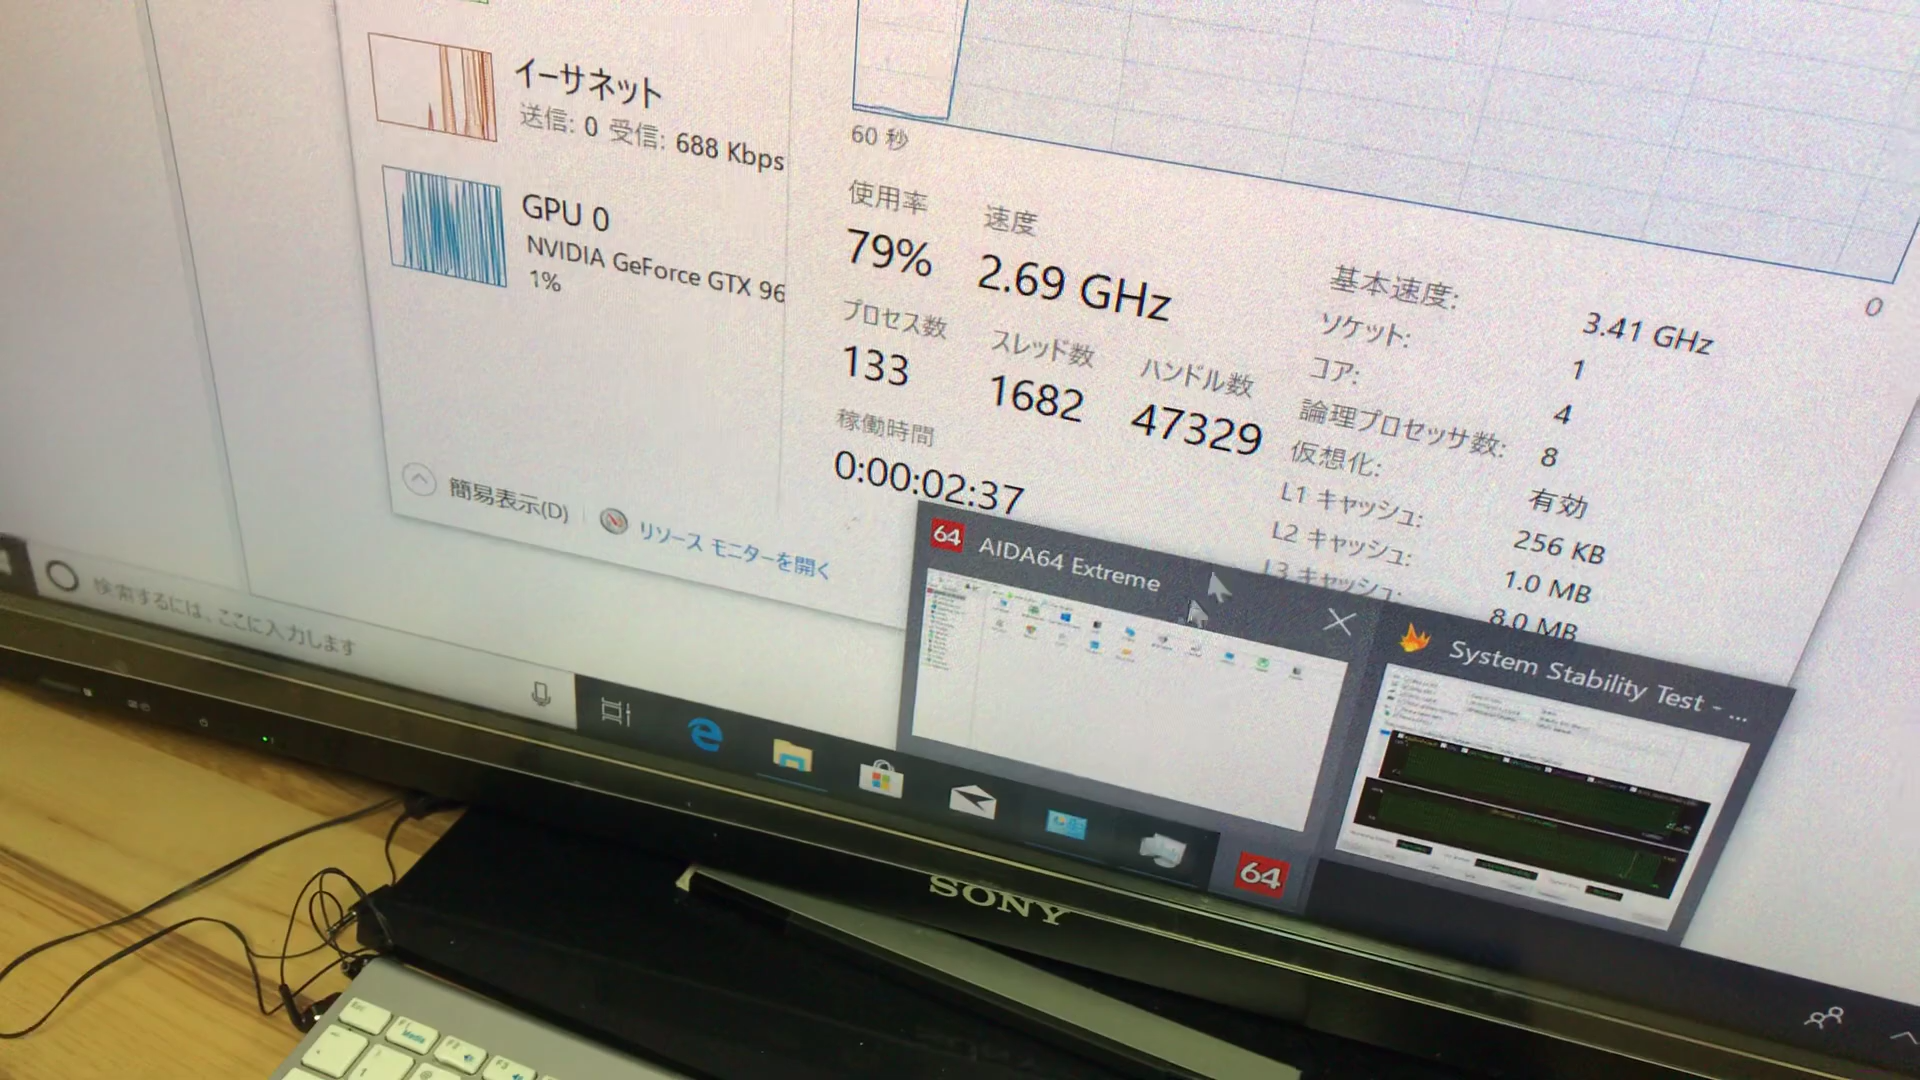 イーサネット
送信: 0 受信: 688 Kbps
GPU 0
NVIDIA GeForce GTX 96
1%
簡易表示(D)
リソース モニターを開く
60 秒
0
使用率
速度
79%
2.69 GHz
プロセス数
スレッド数
ハンドル数
133
1682
47329
稼働時間
0:00:02:37
基本速度: 3.41 GHz
ソケット: 1
コア: 4
論理プロセッサ数: 8
仮想化: 有効
L1 キャッシュ: 256 KB
L2 キャッシュ: 1.0 MB
L3 キャッシュ: 8.0 MB
64 AIDA64 Extreme
System Stability Test - ...
検索するには、ここに入力します
64
SONY